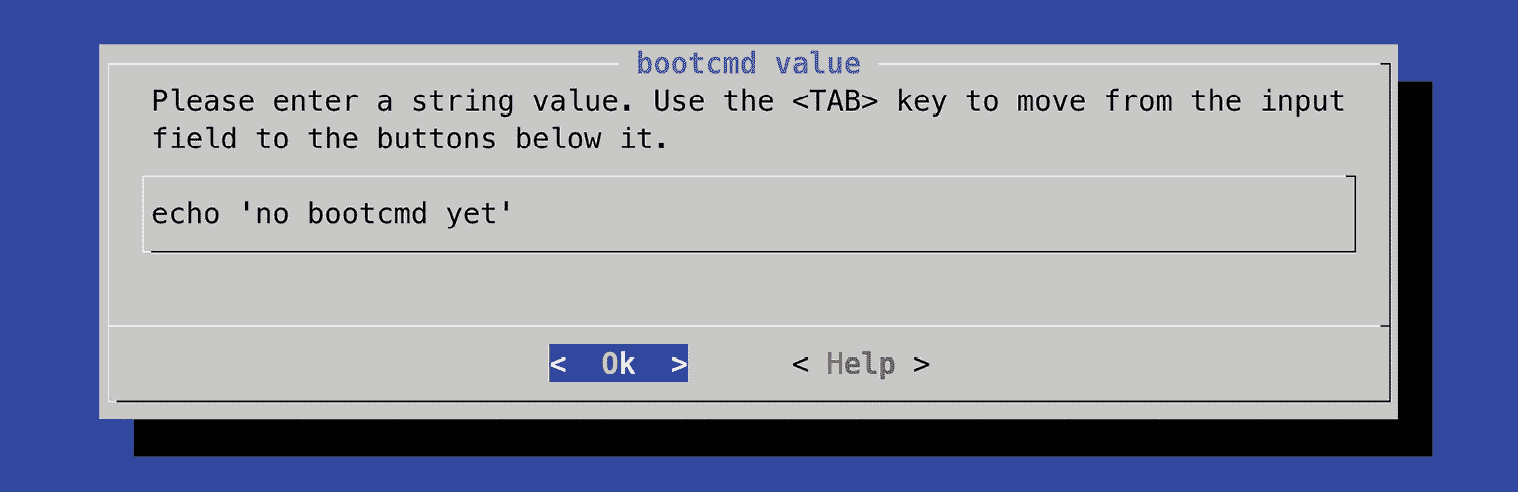 bootcmd value
Please enter a string value. Use the <TAB> key to move from the input
field to the buttons below it.
echo 'no bootcmd yet'
< Ok > < Help >